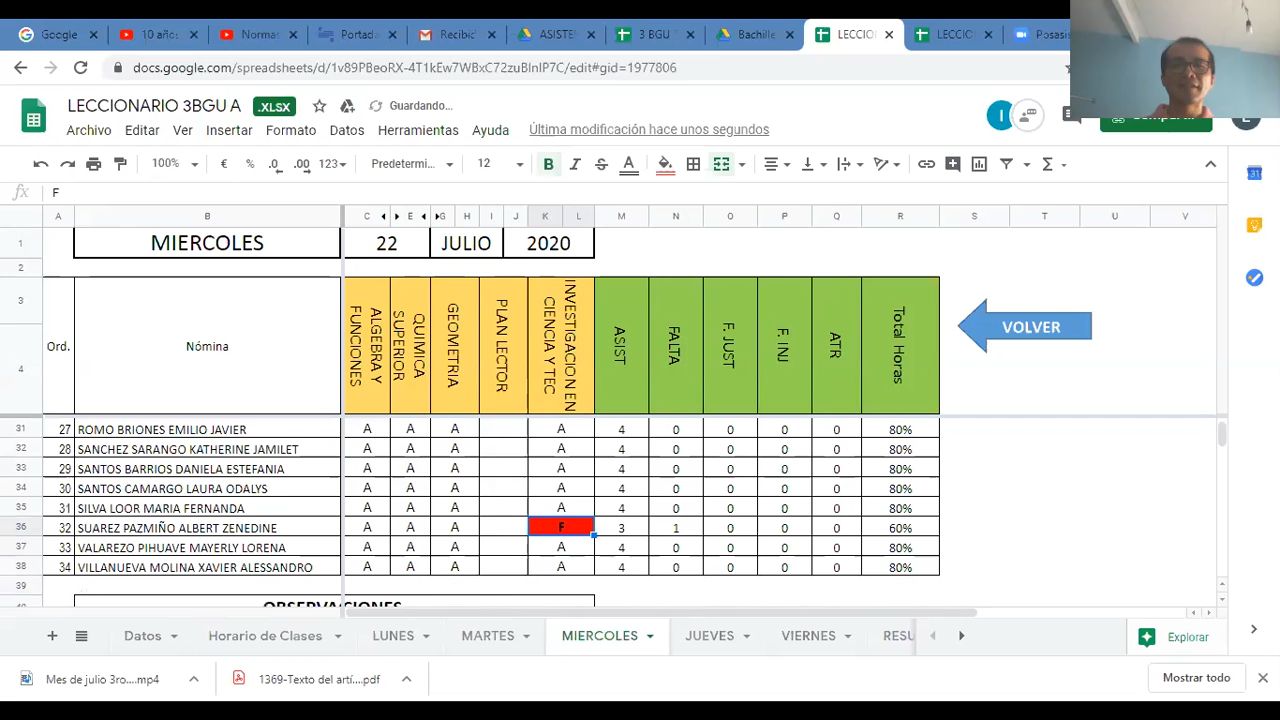 Google
10 años
Norma
Portada
Recibid
ASISTE
3 BGU
Bachille
LECCIO
LECCIO
Posasis
docs.google.com/spreadsheets/d/
edit#gid=1977806
LECCIONARIO 3BGU A .XLSX Guardando...
Archivo Editar Ver Insertar Formato Datos Herramientas Ayuda Última modificación hace unos segundos
100% € % .0 .00 123 Predetermi... 12 B I S A
fx F
A B C E G H I J K L M N O P Q R S T U V
1 MIERCOLES 22 JULIO 2020
2
3
4
Ord. Nómina
ALGEBRA Y
FUNCIONES
QUIMICA
SUPERIOR
GEOMETRIA
PLAN LECTOR
INVESTIGACION EN
CIENCIA Y TEC
ASIST
FALTA
F. JUST
F. INJ
ATR
Total Horas
VOLVER
31 27 ROMO BRIONES EMILIO JAVIER A A A A 4 0 0 0 0 80%
32 28 SANCHEZ SARANGO KATHERINE JAMILET A A A A 4 0 0 0 0 80%
33 29 SANTOS BARRIOS DANIELA ESTEFANIA A A A A 4 0 0 0 0 80%
34 30 SANTOS CAMARGO LAURA ODALYS A A A A 4 0 0 0 0 80%
35 31 SILVA LOOR MARIA FERNANDA A A A A 4 0 0 0 0 80%
36 32 SUAREZ PAZMIÑO ALBERT ZENEDINE A A A F 3 1 0 0 0 60%
37 33 VALAREZO PIHUAVE MAYERLY LORENA A A A A 4 0 0 0 0 80%
38 34 VILLANUEVA MOLINA XAVIER ALESSANDRO A A A A 4 0 0 0 0 80%
39
OBSERVACIONES
Datos Horario de Clases LUNES MARTES MIERCOLES JUEVES VIERNES RESU Explorar
Mes de julio 3ro....mp4 1369-Texto del artí....pdf Mostrar todo